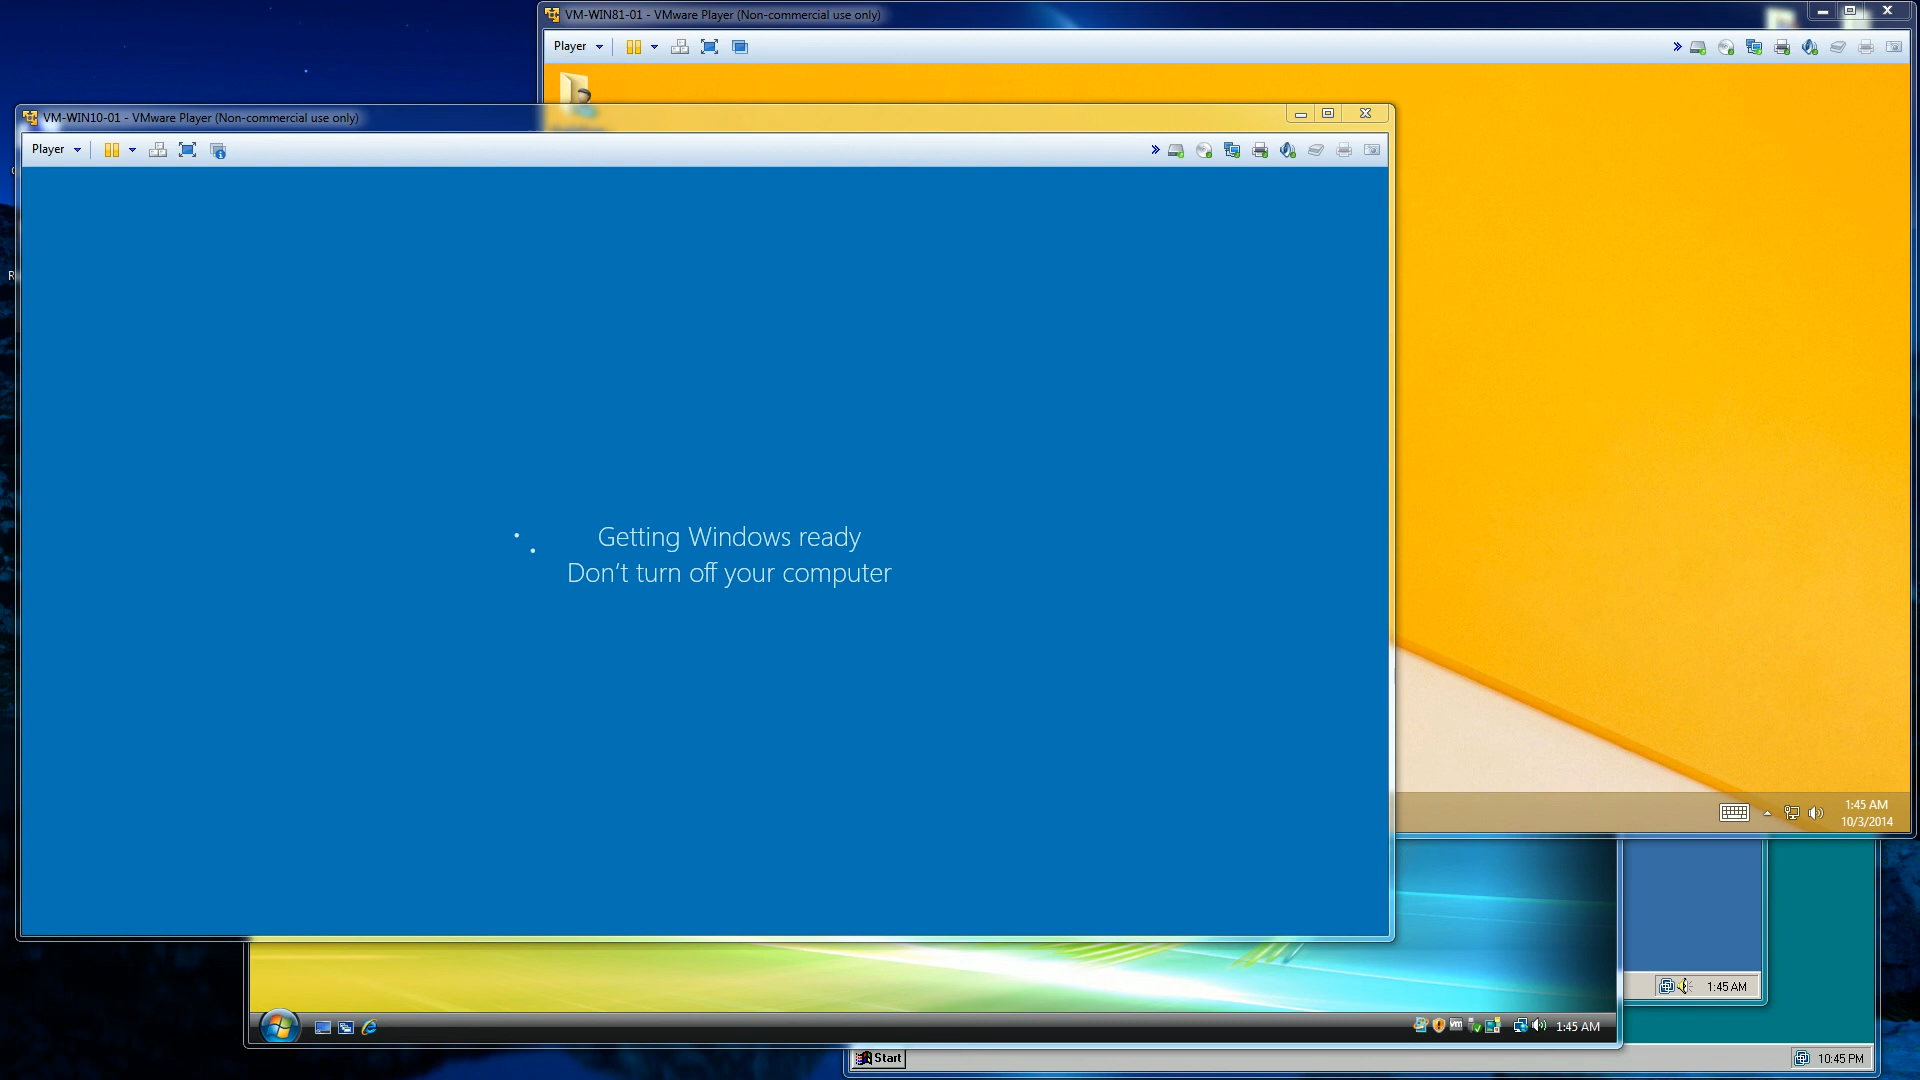 VM-WIN81-01 - VMware Player (Non-commercial use only)
Player
VM-WIN10-01 - VMware Player (Non-commercial use only)
Player
R
Getting Windows ready
Don't turn off your computer
1:45 AM
10/3/2014
1:45 AM
vm
1:45 AM
Start
10:45 PM